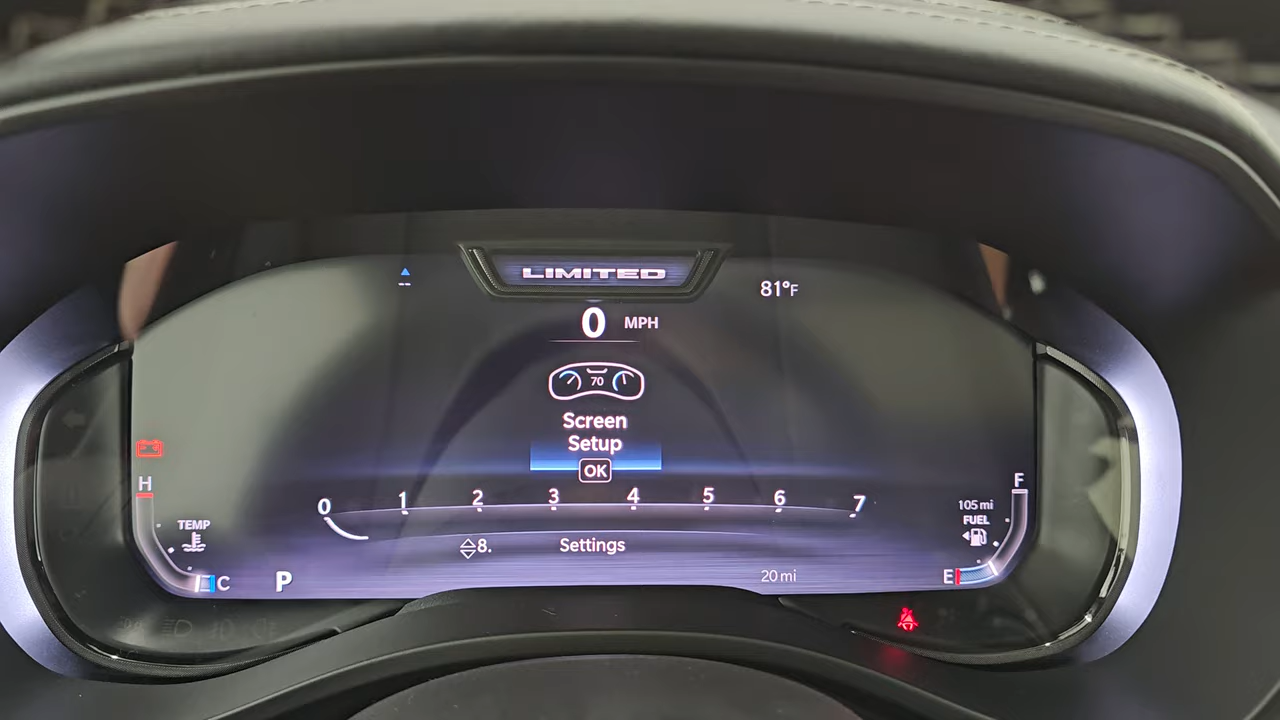 LIMITED
--
81°F
0 MPH
70
Screen
Setup
OK
H
F
0 1 2 3 4 5 6 7
105 mi
TEMP
FUEL
8. Settings
E
C
P
20 mi